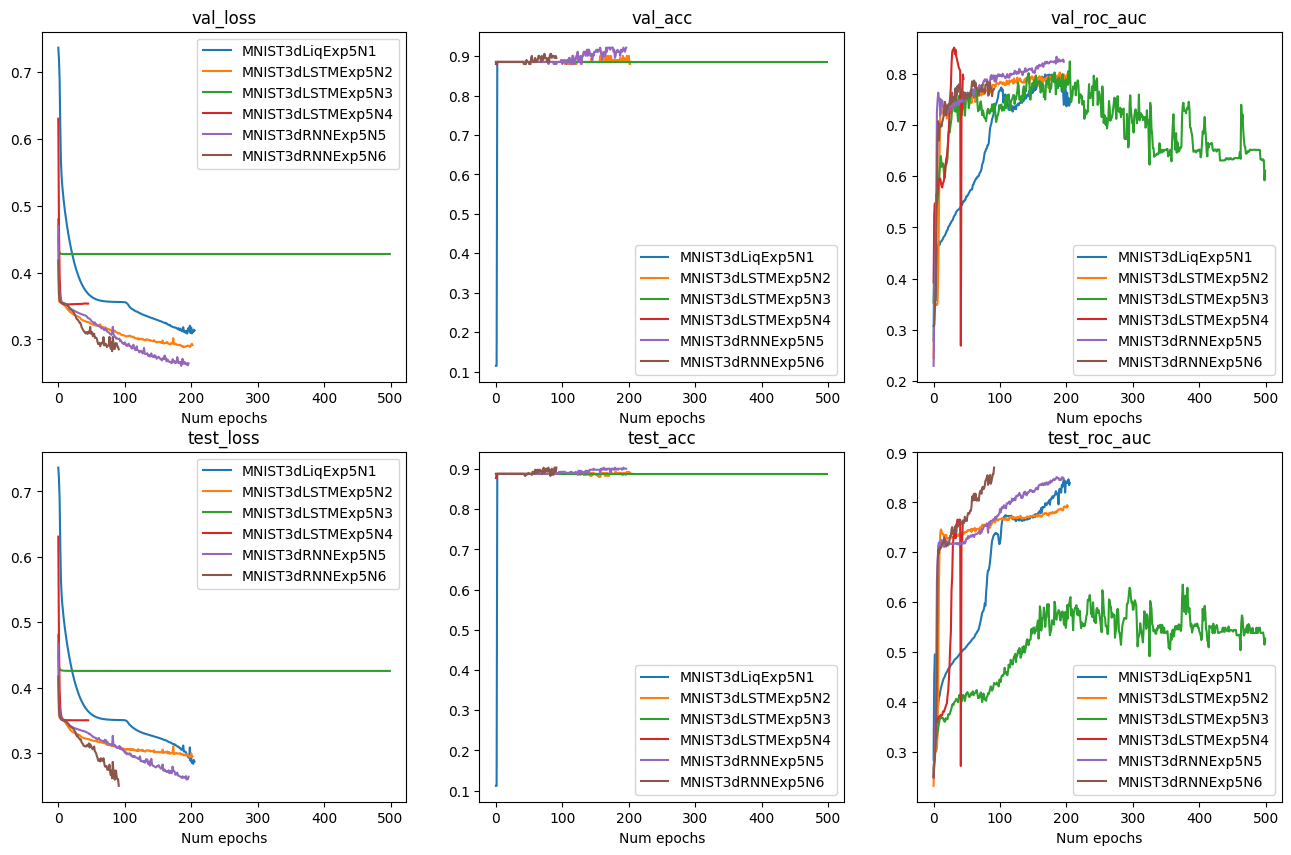 val_loss
0.7
0.6
0.5
0.4
0.3
0 100 200 300 400 500
Num epochs
MNIST3dLiqExp5N1
MNIST3dLSTMExp5N2
MNIST3dLSTMExp5N3
MNIST3dLSTMExp5N4
MNIST3dRNNExp5N5
MNIST3dRNNExp5N6
val_acc
0.9
0.8
0.7
0.6
0.5
0.4
0.3
0.2
0.1
0 100 200 300 400 500
Num epochs
MNIST3dLiqExp5N1
MNIST3dLSTMExp5N2
MNIST3dLSTMExp5N3
MNIST3dLSTMExp5N4
MNIST3dRNNExp5N5
MNIST3dRNNExp5N6
val_roc_auc
0.8
0.7
0.6
0.5
0.4
0.3
0.2
0 100 200 300 400 500
Num epochs
MNIST3dLiqExp5N1
MNIST3dLSTMExp5N2
MNIST3dLSTMExp5N3
MNIST3dLSTMExp5N4
MNIST3dRNNExp5N5
MNIST3dRNNExp5N6
test_loss
0.7
0.6
0.5
0.4
0.3
0 100 200 300 400 500
Num epochs
MNIST3dLiqExp5N1
MNIST3dLSTMExp5N2
MNIST3dLSTMExp5N3
MNIST3dLSTMExp5N4
MNIST3dRNNExp5N5
MNIST3dRNNExp5N6
test_acc
0.9
0.8
0.7
0.6
0.5
0.4
0.3
0.2
0.1
0 100 200 300 400 500
Num epochs
MNIST3dLiqExp5N1
MNIST3dLSTMExp5N2
MNIST3dLSTMExp5N3
MNIST3dLSTMExp5N4
MNIST3dRNNExp5N5
MNIST3dRNNExp5N6
test_roc_auc
0.9
0.8
0.7
0.6
0.5
0.4
0.3
0 100 200 300 400 500
Num epochs
MNIST3dLiqExp5N1
MNIST3dLSTMExp5N2
MNIST3dLSTMExp5N3
MNIST3dLSTMExp5N4
MNIST3dRNNExp5N5
MNIST3dRNNExp5N6